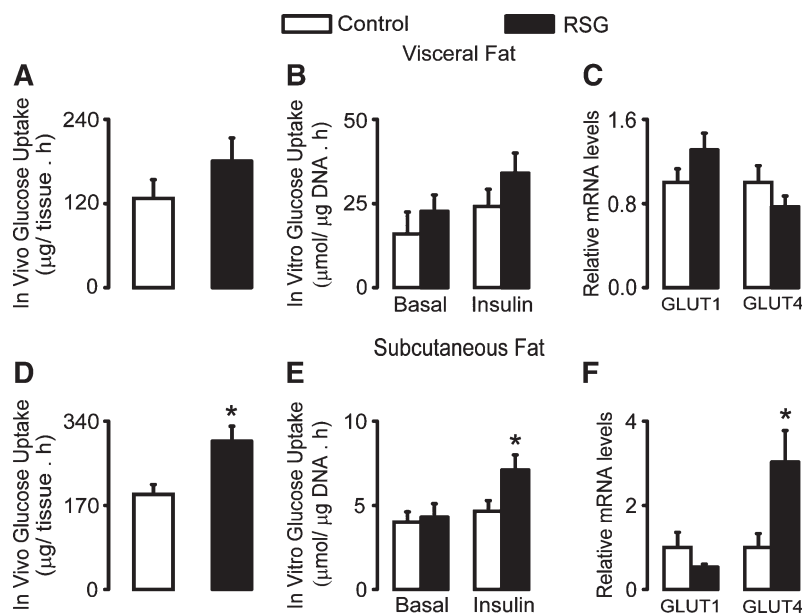 Control RSG
Visceral Fat
A B C
In Vivo Glucose Uptake
(μg/ tissue . h)
240
120
0
In Vitro Glucose Uptake
(μmol/ μg DNA . h)
50
25
0
Basal Insulin
Relative mRNA levels
1.6
0.8
0.0
GLUT1 GLUT4
Subcutaneous Fat
D E F
In Vivo Glucose Uptake
(μg/ tissue . h)
340
170
0
*
In Vitro Glucose Uptake
(μmol/ μg DNA . h)
10
5
0
*
Basal Insulin
Relative mRNA levels
4
2
0
*
GLUT1 GLUT4